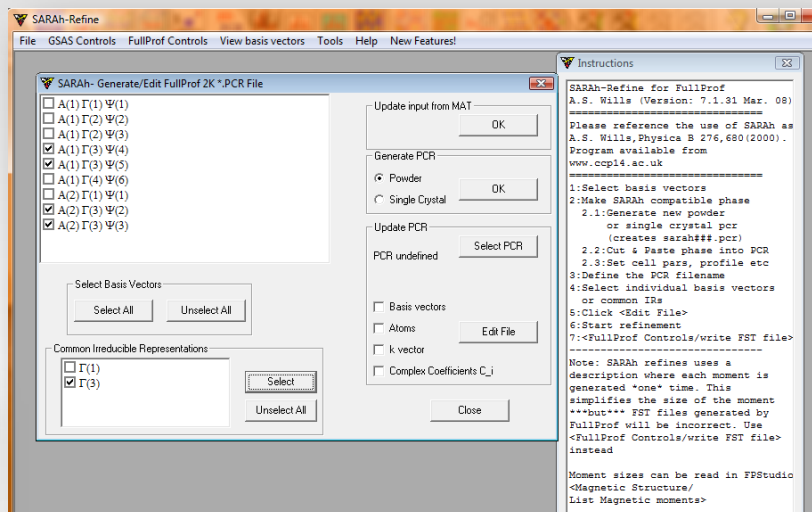 SARAh-Refine
File GSAS Controls FullProf Controls View basis vectors Tools Help New Features!
SARAh- Generate/Edit FullProf 2K *.PCR File
A(1) Γ(1) Ψ(1)
A(1) Γ(2) Ψ(2)
A(1) Γ(2) Ψ(3)
A(1) Γ(3) Ψ(4)
A(1) Γ(3) Ψ(5)
A(1) Γ(4) Ψ(6)
A(2) Γ(1) Ψ(1)
A(2) Γ(3) Ψ(2)
A(2) Γ(3) Ψ(3)
Select Basis Vectors
Select All Unselect All
Common Irreducible Representations
Γ(1)
Γ(3)
Select
Unselect All
Update input from MAT
OK
Generate PCR
Powder
Single Crystal
OK
Update PCR
PCR undefined
Select PCR
Basis vectors
Atoms
k vector
Complex Coefficients C_i
Edit File
Close
Instructions
SARAh-Refine for FullProf
A.S. Wills (Version: 7.1.31 Mar. 08)
==============================
Please reference the use of SARAh as
A.S. Wills,Physica B 276,680(2000).
Program available from
www.ccp14.ac.uk
==============================
1:Select basis vectors
2:Make SARAh compatible phase
2.1:Generate new powder
or single crystal pcr
(creates sarah###.pcr)
2.2:Cut & Paste phase into PCR
2.3:Set cell pars, profile etc
3:Define the PCR filename
4:Select individual basis vectors
or common IRs
5:Click <Edit File>
6:Start refinement
7:<FullProf Controls/write FST file>
------------------------------
Note: SARAh refines uses a
description where each moment is
generated *one* time. This
simplifies the size of the moment
***but*** FST files generated by
FullProf will be incorrect. Use
<FullProf Controls/write FST file>
instead
Moment sizes can be read in FPStudio
<Magnetic Structure/
List Magnetic moments>